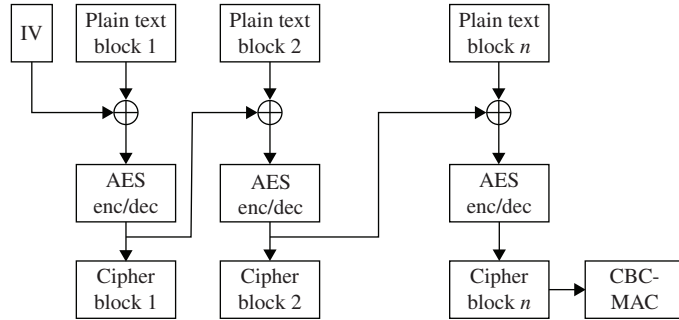 IV
Plain text
block 1
Plain text
block 2
Plain text
block n
AES
enc/dec
AES
enc/dec
AES
enc/dec
Cipher
block 1
Cipher
block 2
Cipher
block n
CBC-
MAC